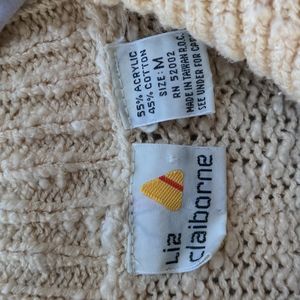 55% ACRYLIC
45% COTTON
SIZE: M
RN 52002
MADE IN TAIWAN R.O.C.
SEE UNDER FOR CARE
Liz
claiborne